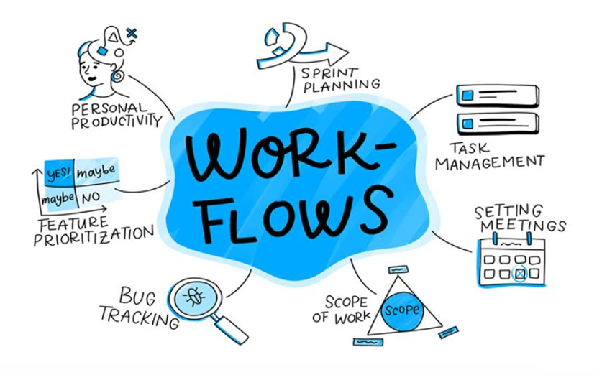 WORK-
FLOWS
PERSONAL
PRODUCTIVITY
SPRINT
PLANNING
TASK
MANAGEMENT
SETTING
MEETINGS
SCOPE
OF WORK
SCOPE
BUG
TRACKING
FEATURE
PRIORITIZATION
YES! maybe
maybe NO